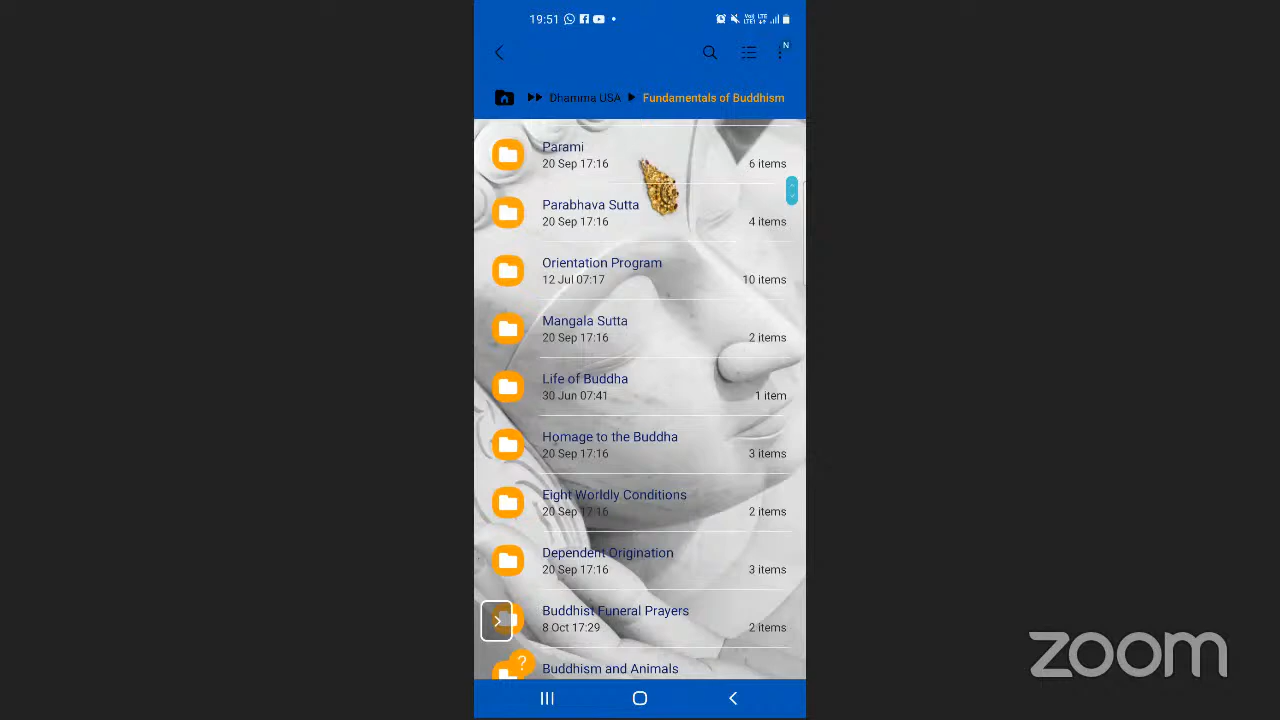 19:51
Voll LTE
LTE1
N
Dhamma USA Fundamentals of Buddhism
Parami
20 Sep 17:16 6 items
Parabhava Sutta
20 Sep 17:16 4 items
Orientation Program
12 Jul 07:17 10 items
Mangala Sutta
20 Sep 17:16 2 items
Life of Buddha
30 Jun 07:41 1 item
Homage to the Buddha
20 Sep 17:16 3 items
Eight Worldly Conditions
20 Sep 17:16 2 items
Dependent Origination
20 Sep 17:16 3 items
Buddhist Funeral Prayers
8 Oct 17:29 2 items
?
Buddhism and Animals
zoom